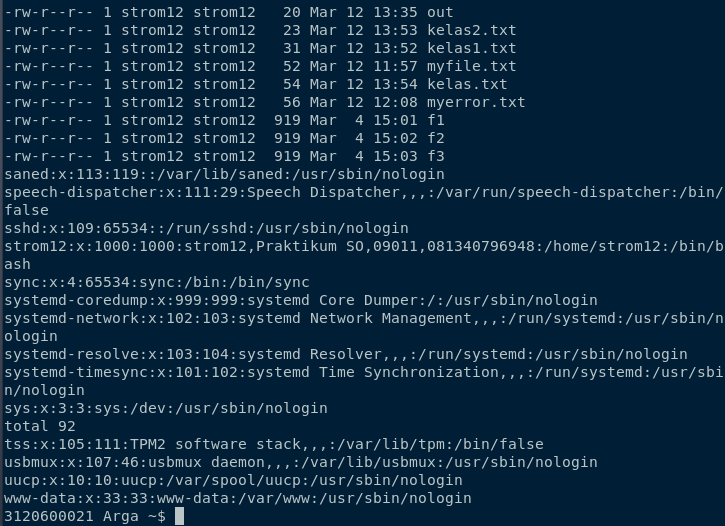 -rw-r--r-- 1 strom12 strom12   20 Mar 12 13:35 out
-rw-r--r-- 1 strom12 strom12   23 Mar 12 13:53 kelas2.txt
-rw-r--r-- 1 strom12 strom12   31 Mar 12 13:52 kelas1.txt
-rw-r--r-- 1 strom12 strom12   52 Mar 12 11:57 myfile.txt
-rw-r--r-- 1 strom12 strom12   54 Mar 12 13:54 kelas.txt
-rw-r--r-- 1 strom12 strom12   56 Mar 12 12:08 myerror.txt
-rw-r--r-- 1 strom12 strom12  919 Mar  4 15:01 f1
-rw-r--r-- 1 strom12 strom12  919 Mar  4 15:02 f2
-rw-r--r-- 1 strom12 strom12  919 Mar  4 15:03 f3
saned:x:113:119::/var/lib/saned:/usr/sbin/nologin
speech-dispatcher:x:111:29:Speech Dispatcher,,,:/var/run/speech-dispatcher:/bin/
false
sshd:x:109:65534::/run/sshd:/usr/sbin/nologin
strom12:x:1000:1000:strom12,Praktikum SO,09011,081340796948:/home/strom12:/bin/b
ash
sync:x:4:65534:sync:/bin:/bin/sync
systemd-coredump:x:999:999:systemd Core Dumper:/:/usr/sbin/nologin
systemd-network:x:102:103:systemd Network Management,,,:/run/systemd:/usr/sbin/n
ologin
systemd-resolve:x:103:104:systemd Resolver,,,:/run/systemd:/usr/sbin/nologin
systemd-timesync:x:101:102:systemd Time Synchronization,,,:/run/systemd:/usr/sbi
n/nologin
sys:x:3:3:sys:/dev:/usr/sbin/nologin
total 92
tss:x:105:111:TPM2 software stack,,,:/var/lib/tpm:/bin/false
usbmux:x:107:46:usbmux daemon,,,:/var/lib/usbmux:/usr/sbin/nologin
uucp:x:10:10:uucp:/var/spool/uucp:/usr/sbin/nologin
www-data:x:33:33:www-data:/var/www:/usr/sbin/nologin
3120600021 Arga ~$